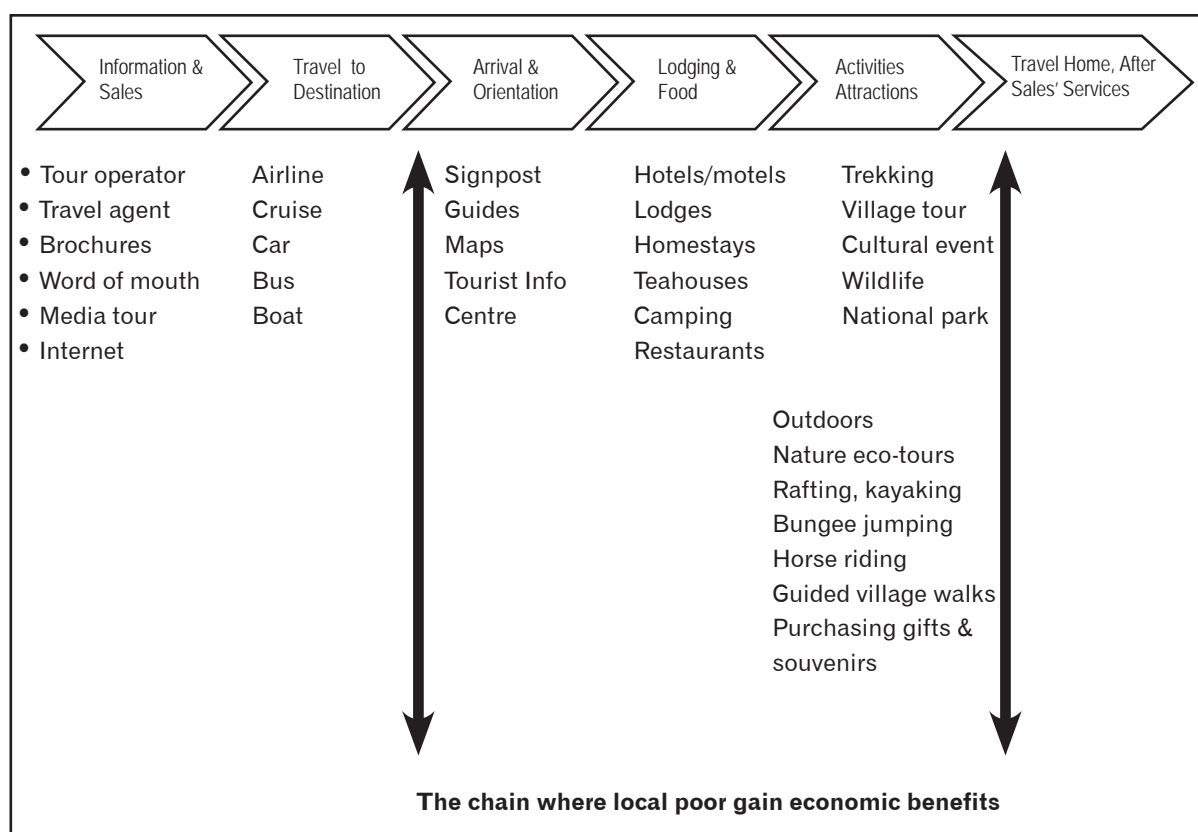 Information &
Sales
Travel to
Destination
Arrival &
Orientation
Lodging &
Food
Activities
Attractions
Travel Home, After
Sales' Services
• Tour operator
• Travel agent
• Brochures
• Word of mouth
• Media tour
• Internet
Airline
Cruise
Car
Bus
Boat
Signpost
Guides
Maps
Tourist Info
Centre
Hotels/motels
Lodges
Homestays
Teahouses
Camping
Restaurants
Trekking
Village tour
Cultural event
Wildlife
National park
Outdoors
Nature eco-tours
Rafting, kayaking
Bungee jumping
Horse riding
Guided village walks
Purchasing gifts &
souvenirs
The chain where local poor gain economic benefits